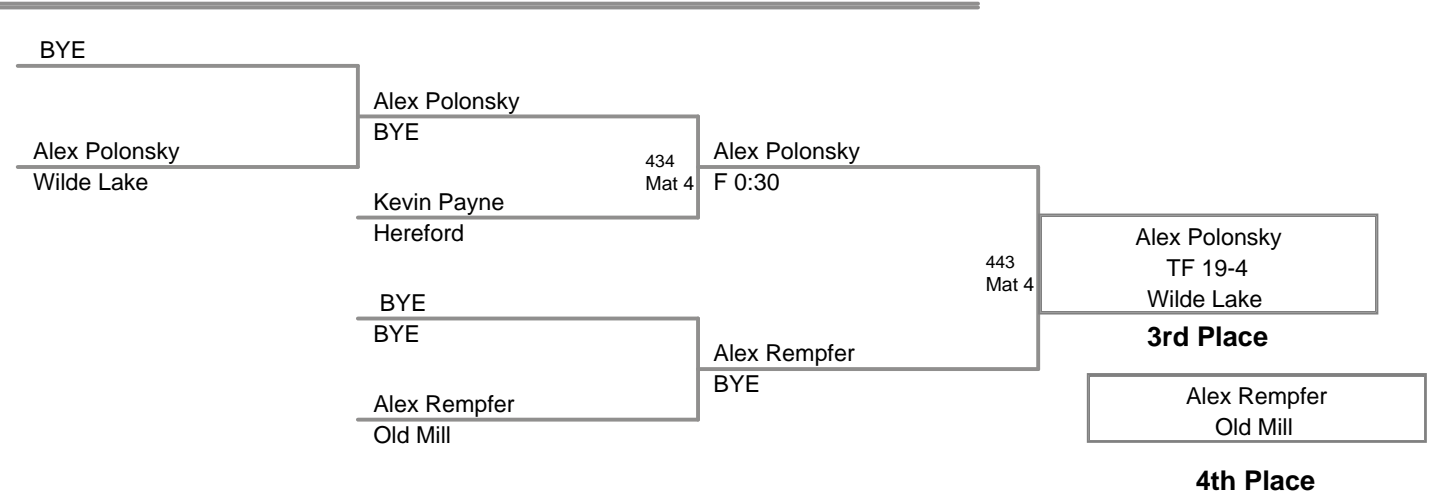 BYE
Alex Polonsky
Wilde Lake
Alex Polonsky
BYE
434
Mat 4
Kevin Payne
Hereford
BYE
BYE
Alex Rempfer
Old Mill
Alex Polonsky
F 0:30
443
Mat 4
Alex Rempfer
BYE
Alex Polonsky
TF 19-4
Wilde Lake
3rd Place
Alex Rempfer
Old Mill
4th Place